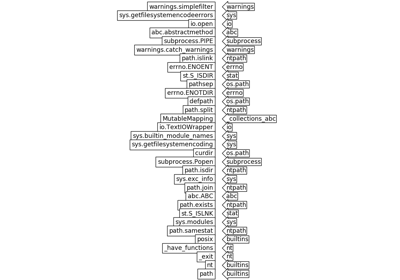 warnings.simplefilter warnings
sys.getfilesystemencodeerrors sys
io.open io
abc.abstractmethod abc
subprocess.PIPE subprocess
warnings.catch_warnings warnings
path.islink ntpath
errno.ENOENT errno
st.S_ISDIR stat
pathsep os.path
errno.ENOTDIR errno
defpath os.path
path.split ntpath
MutableMapping _collections_abc
io.TextIOWrapper io
sys.builtin_module_names sys
sys.getfilesystemencoding sys
curdir os.path
subprocess.Popen subprocess
path.isdir ntpath
sys.exc_info sys
path.join ntpath
abc.ABC abc
path.exists ntpath
st.S_ISLNK stat
sys.modules sys
path.samestat ntpath
posix builtins
_have_functions nt
_exit nt
nt builtins
path builtins